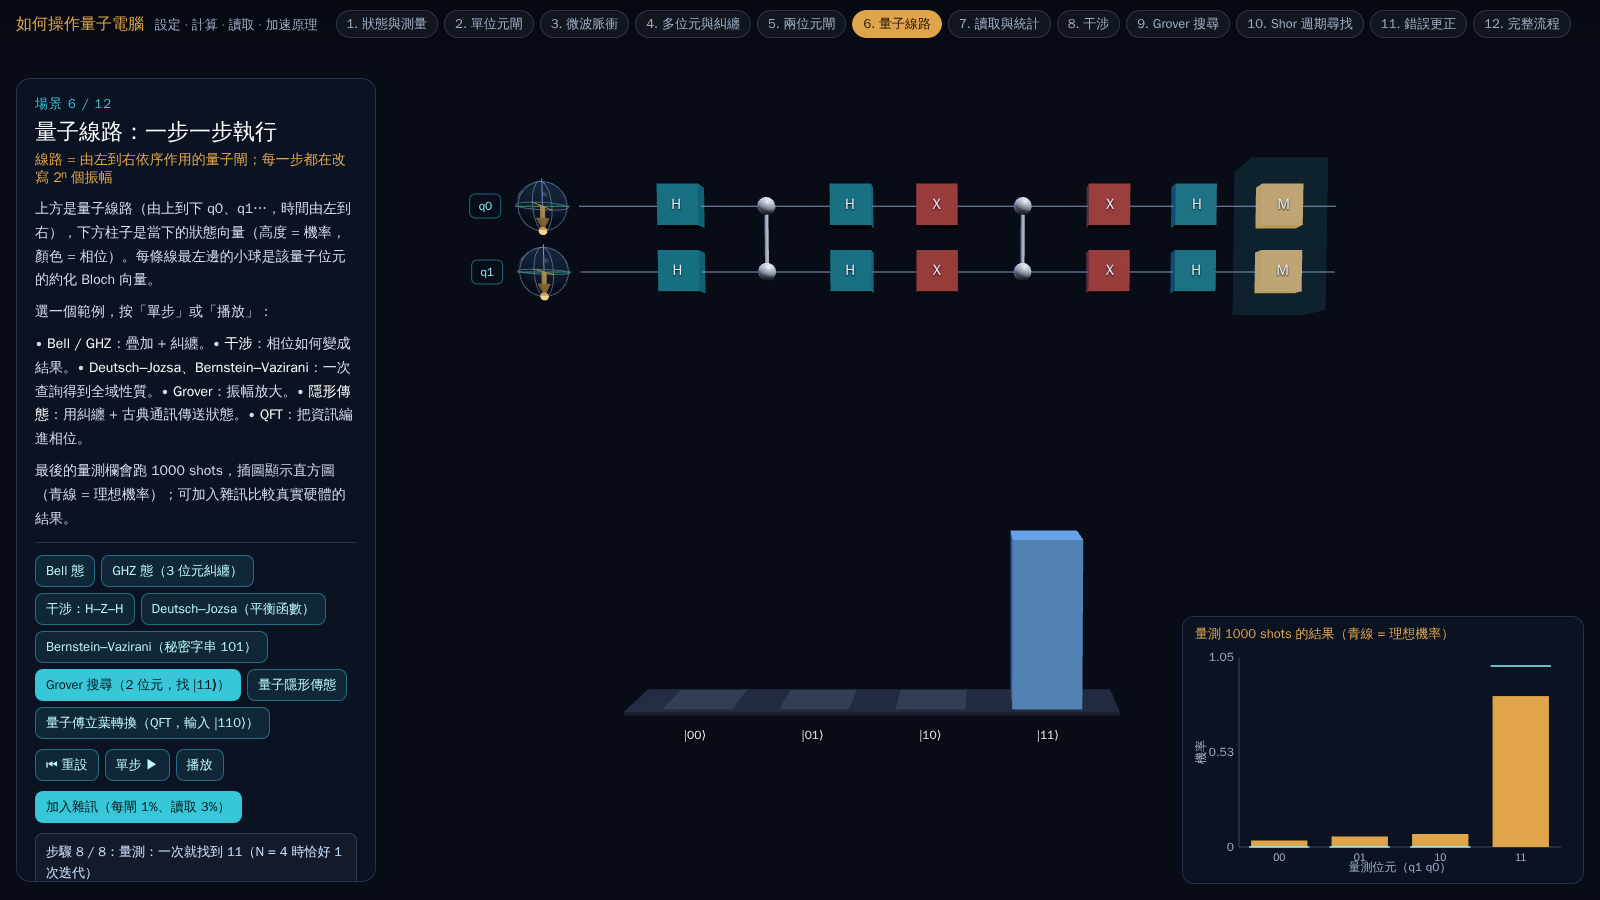 如何操作量子電腦 設定 · 計算 · 讀取 · 加速原理 1. 狀態與測量 2. 單位元閘 3. 微波脈衝 4. 多位元與糾纏 5. 兩位元閘 6. 量子線路 7. 讀取與統計 8. 干涉 9. Grover 搜尋 10. Shor 週期尋找 11. 錯誤更正 12. 完整流程
場景 6 / 12
量子線路：一步一步執行
線路 = 由左到右依序作用的量子閘；每一步都在改
寫 2ⁿ 個振幅
上方是量子線路（由上到下 q0、q1⋯，時間由左到
右），下方柱子是當下的狀態向量（高度 = 機率，
顏色 = 相位）。每條線最左邊的小球是該量子位元
的約化 Bloch 向量。
選一個範例，按「單步」或「播放」：
• Bell / GHZ：疊加 + 糾纏。• 干涉：相位如何變成
結果。• Deutsch–Jozsa、Bernstein–Vazirani：一次
查詢得到全域性質。• Grover：振幅放大。• 隱形傳
態：用糾纏 + 古典通訊傳送狀態。• QFT：把資訊編
進相位。
最後的量測欄會跑 1000 shots，插圖顯示直方圖
（青線 = 理想機率）；可加入雜訊比較真實硬體的
結果。
Bell 態 GHZ 態（3 位元糾纏）
干涉：H–Z–H Deutsch–Jozsa（平衡函數）
Bernstein–Vazirani（秘密字串 101）
Grover 搜尋（2 位元，找 |11⟩） 量子隱形傳態
量子傅立葉轉換（QFT，輸入 |110⟩）
⏮ 重設 單步 ▶ 播放
加入雜訊（每閘 1%、讀取 3%）
步驟 8 / 8：量測：一次就找到 11（N = 4 時恰好 1
次迭代）
q0 H H X X H M
q1 H H X X H M
|00⟩ |01⟩ |10⟩ |11⟩
量測 1000 shots 的結果（青線 = 理想機率）
1.05
0.53
0
機率
00 01 10 11
量測位元（q1 q0）